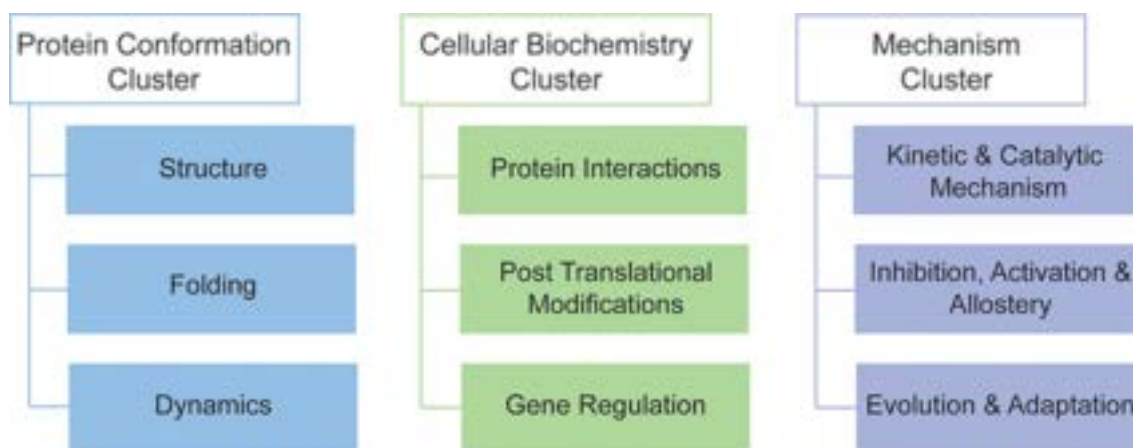 Protein Conformation
Cluster
Structure
Folding
Dynamics
Cellular Biochemistry
Cluster
Protein Interactions
Post Translational
Modifications
Gene Regulation
Mechanism
Cluster
Kinetic & Catalytic
Mechanism
Inhibition, Activation &
Allostery
Evolution & Adaptation